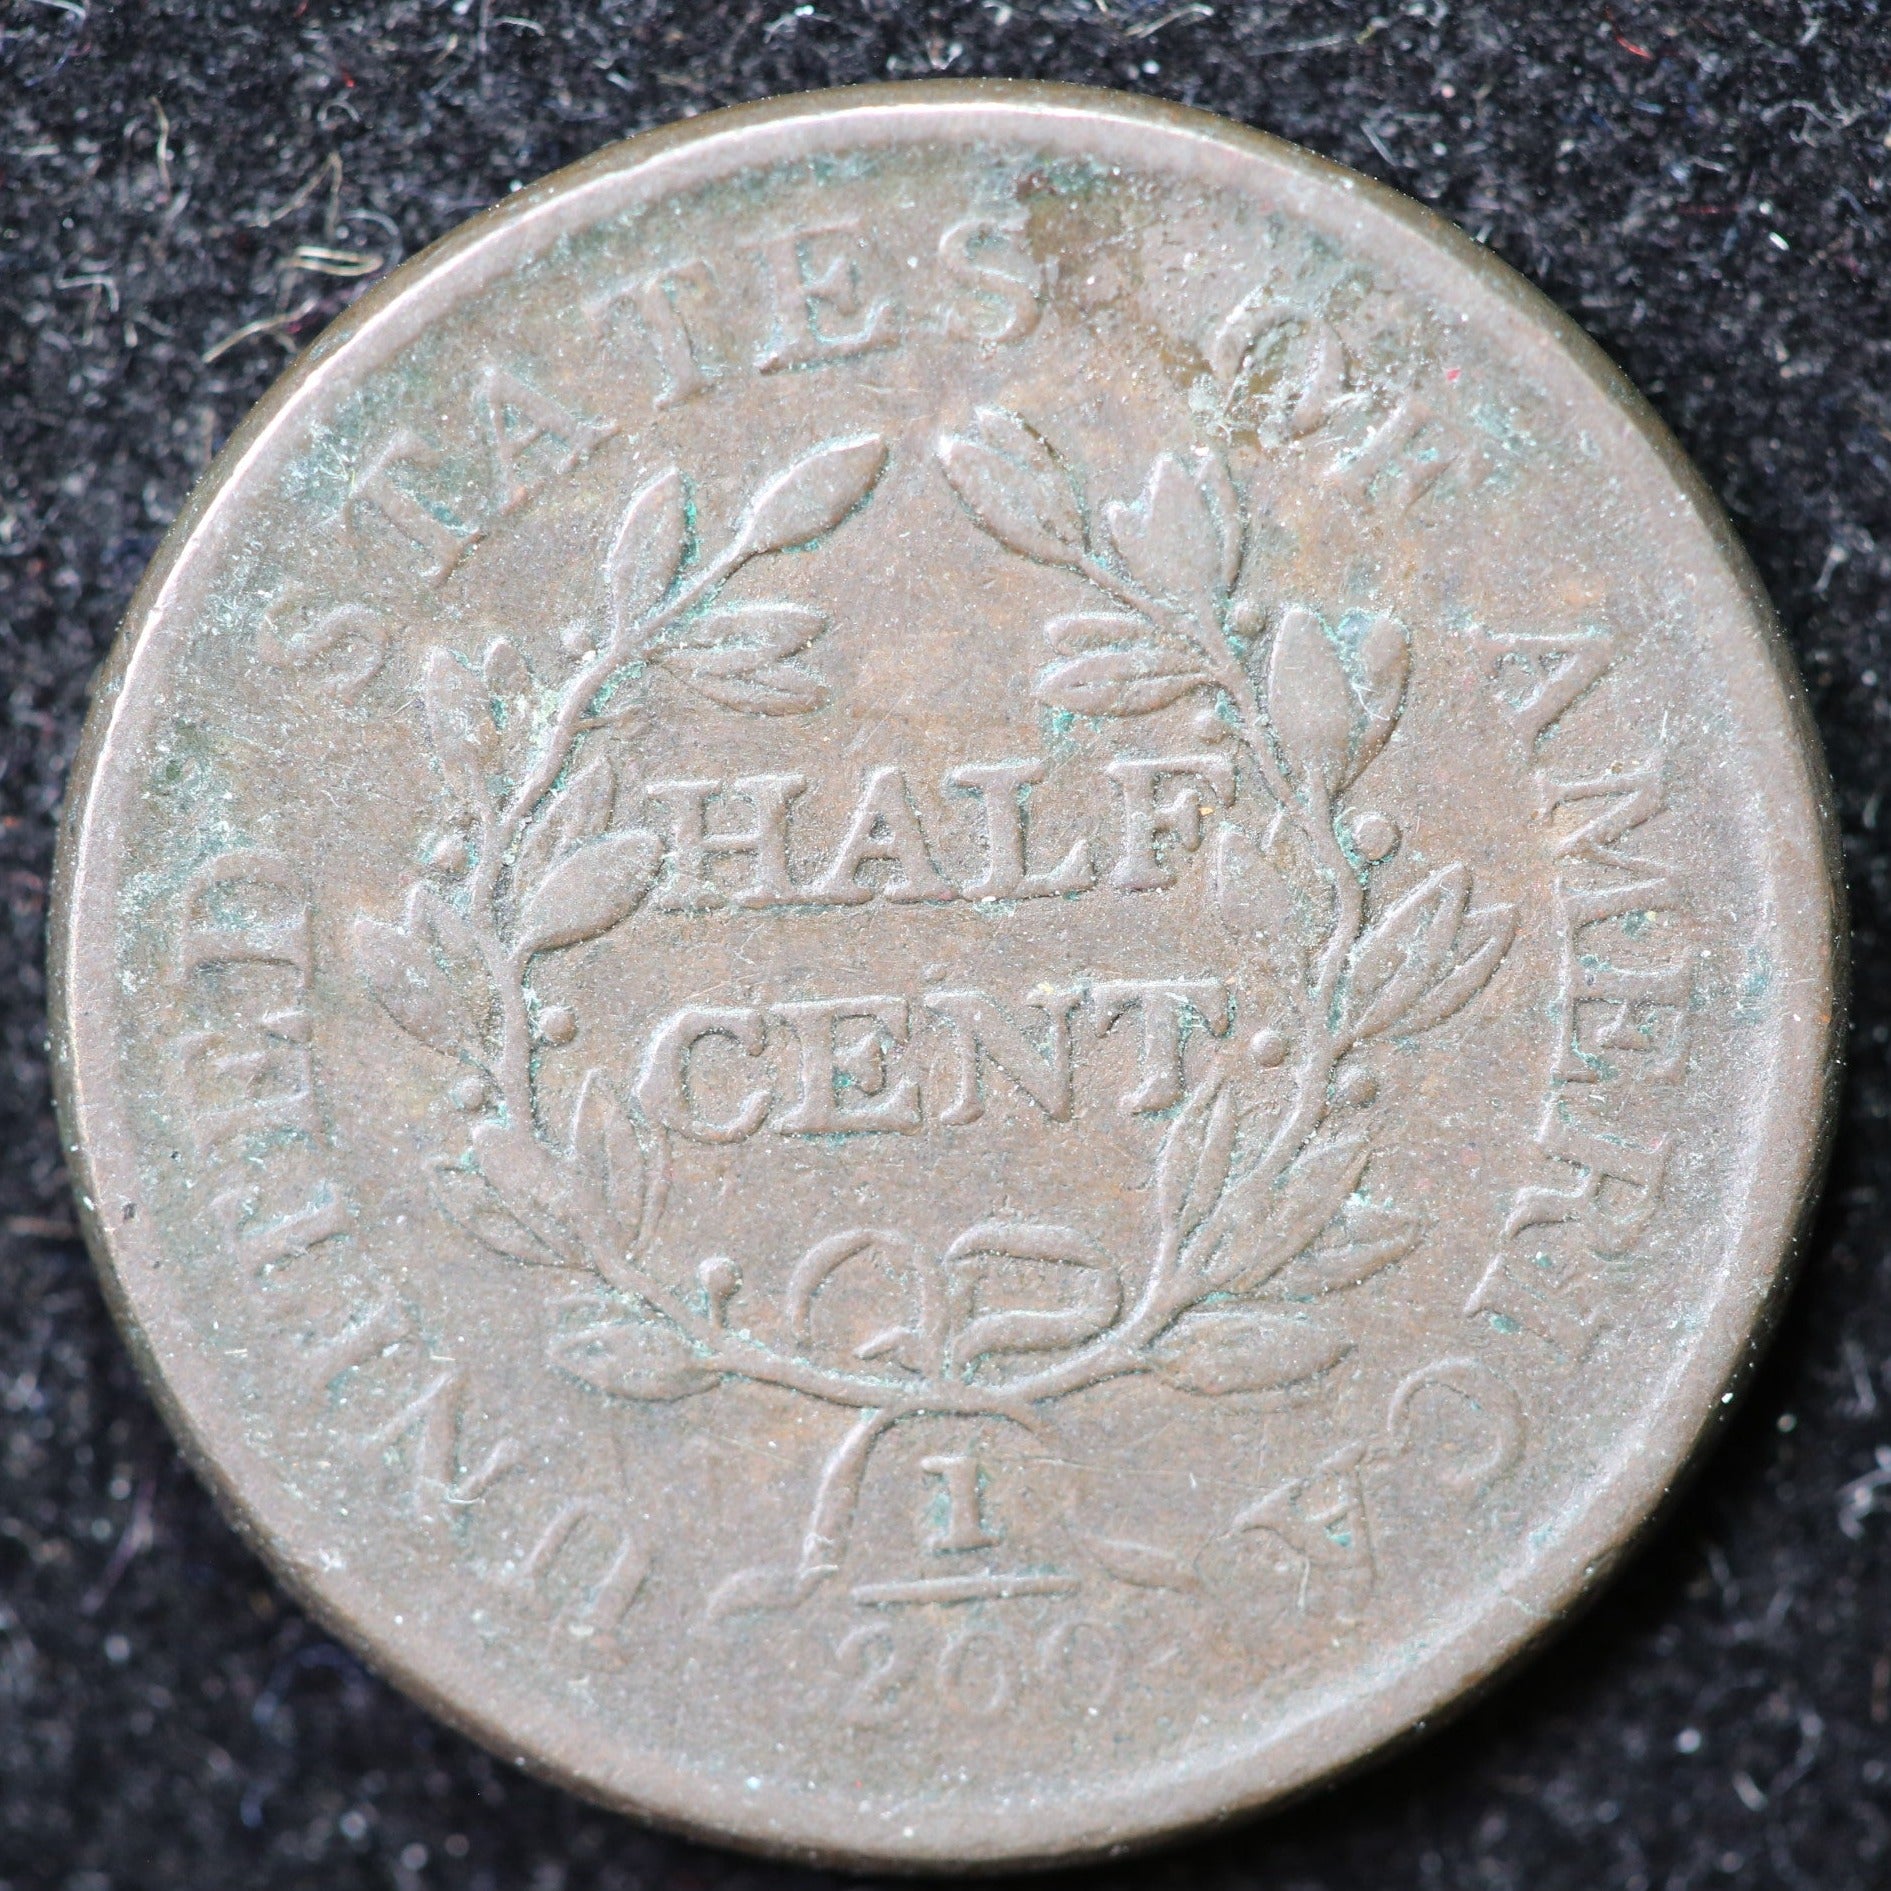 UNITED STATES OF AMERICA
HALF
CENT
1
200